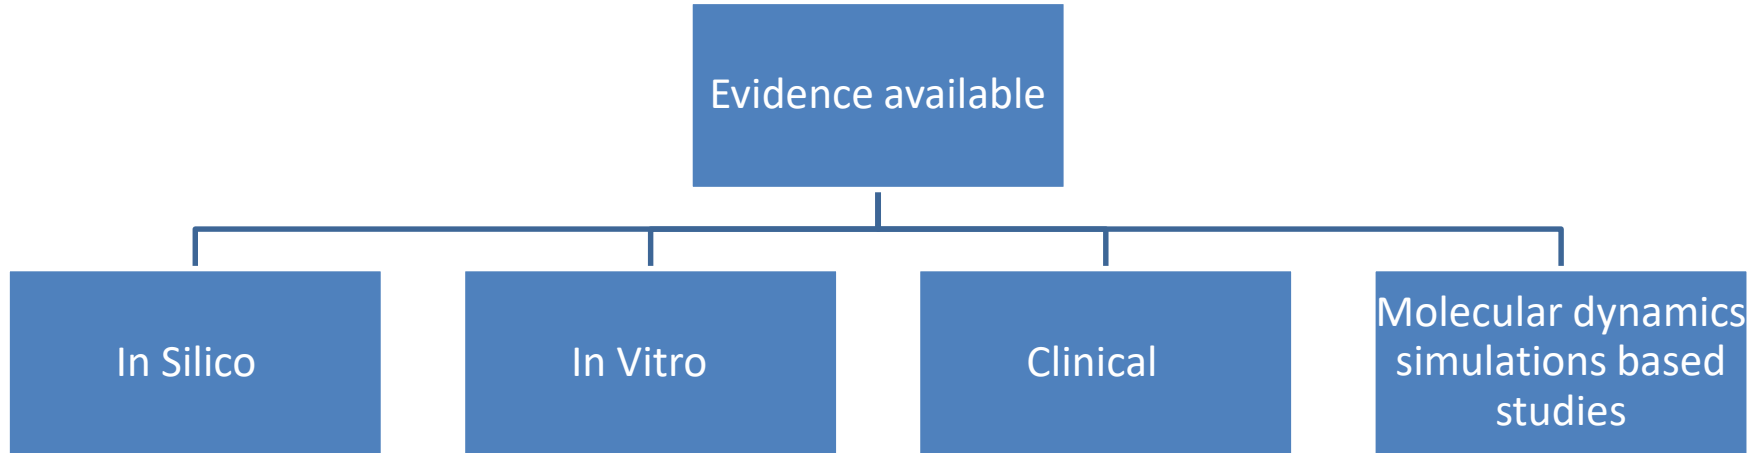 Evidence available
In Silico
In Vitro
Clinical
Molecular dynamics
simulations based
studies